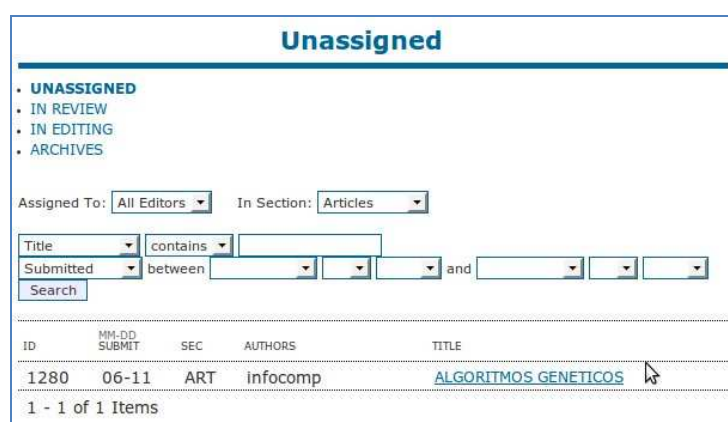 Unassigned
UNASSIGNED
IN REVIEW
IN EDITING
ARCHIVES
Assigned To: All Editors In Section: Articles
Title contains
Submitted between and
Search
ID MM-DD SUBMIT SEC AUTHORS TITLE
1280 06-11 ART infocomp ALGORITMOS GENETICOS
1 - 1 of 1 Items